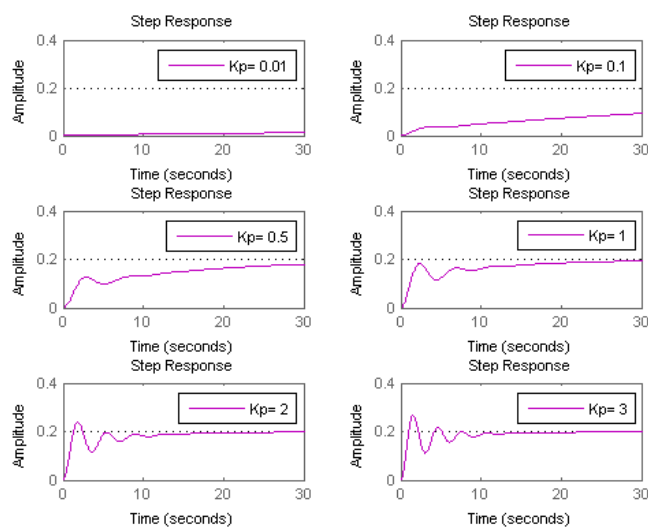 Step Response
0.4
0.2
0
Amplitude
Kp= 0.01
0 10 20 30
Time (seconds)
Step Response
0.4
0.2
0
Amplitude
Kp= 0.1
0 10 20 30
Time (seconds)
Step Response
0.4
0.2
0
Amplitude
Kp= 0.5
0 10 20 30
Time (seconds)
Step Response
0.4
0.2
0
Amplitude
Kp= 1
0 10 20 30
Time (seconds)
Step Response
0.4
0.2
0
Amplitude
Kp= 2
0 10 20 30
Time (seconds)
Step Response
0.4
0.2
0
Amplitude
Kp= 3
0 10 20 30
Time (seconds)